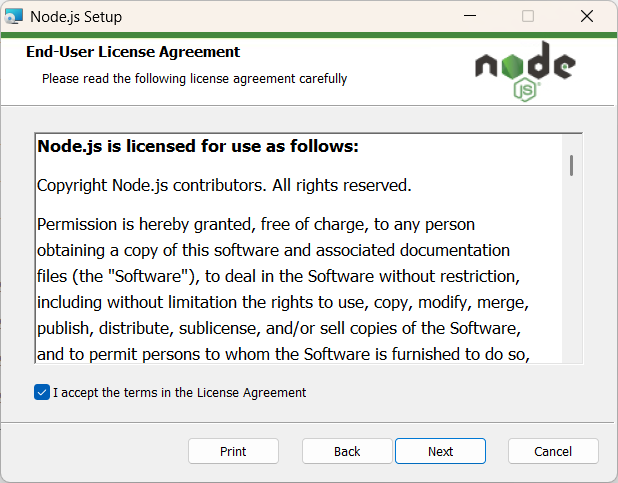 Node.js Setup
End-User License Agreement
Please read the following license agreement carefully
node
JS
Node.js is licensed for use as follows:
Copyright Node.js contributors. All rights reserved.
Permission is hereby granted, free of charge, to any person
obtaining a copy of this software and associated documentation
files (the "Software"), to deal in the Software without restriction,
including without limitation the rights to use, copy, modify, merge,
publish, distribute, sublicense, and/or sell copies of the Software,
and to permit persons to whom the Software is furnished to do so,
I accept the terms in the License Agreement
Print Back Next Cancel